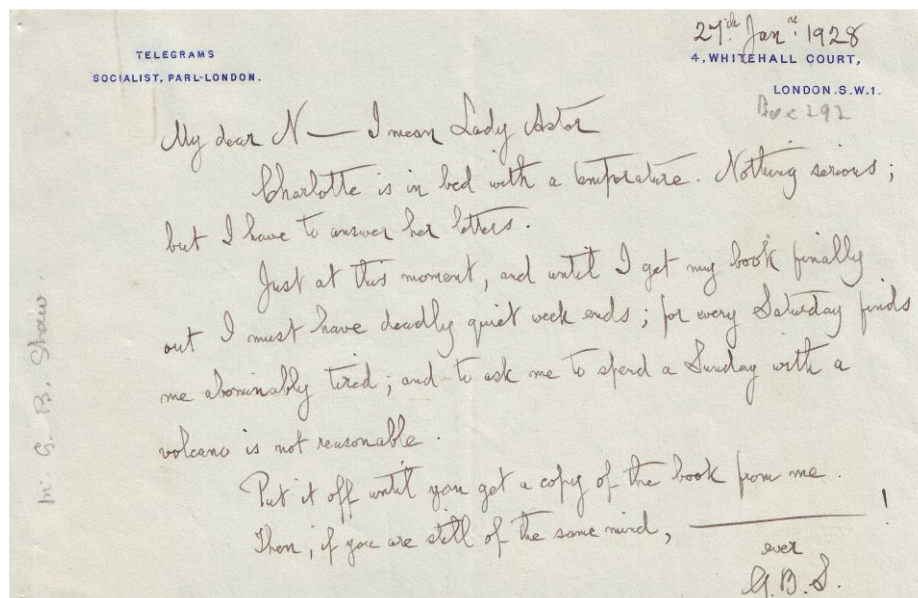 27th Jany. 1928
TELEGRAMS
SOCIALIST, PARL-LONDON.
4, WHITEHALL COURT,
LONDON. S.W.1.
Box 292
My dear N— I mean Lady Astor
Charlotte is in bed with a temperature. Nothing serious;
but I have to answer her letters.
Just at this moment, and until I get my book finally
out I must have deadly quiet week ends; for every Saturday finds
me abominably tired; and to ask me to spend a Sunday with a
volcano is not reasonable.
Put it off until you get a copy of the book from me.
Then, if you are still of the same mind, ——— !
ever
G.B.S.
G. B. Shaw